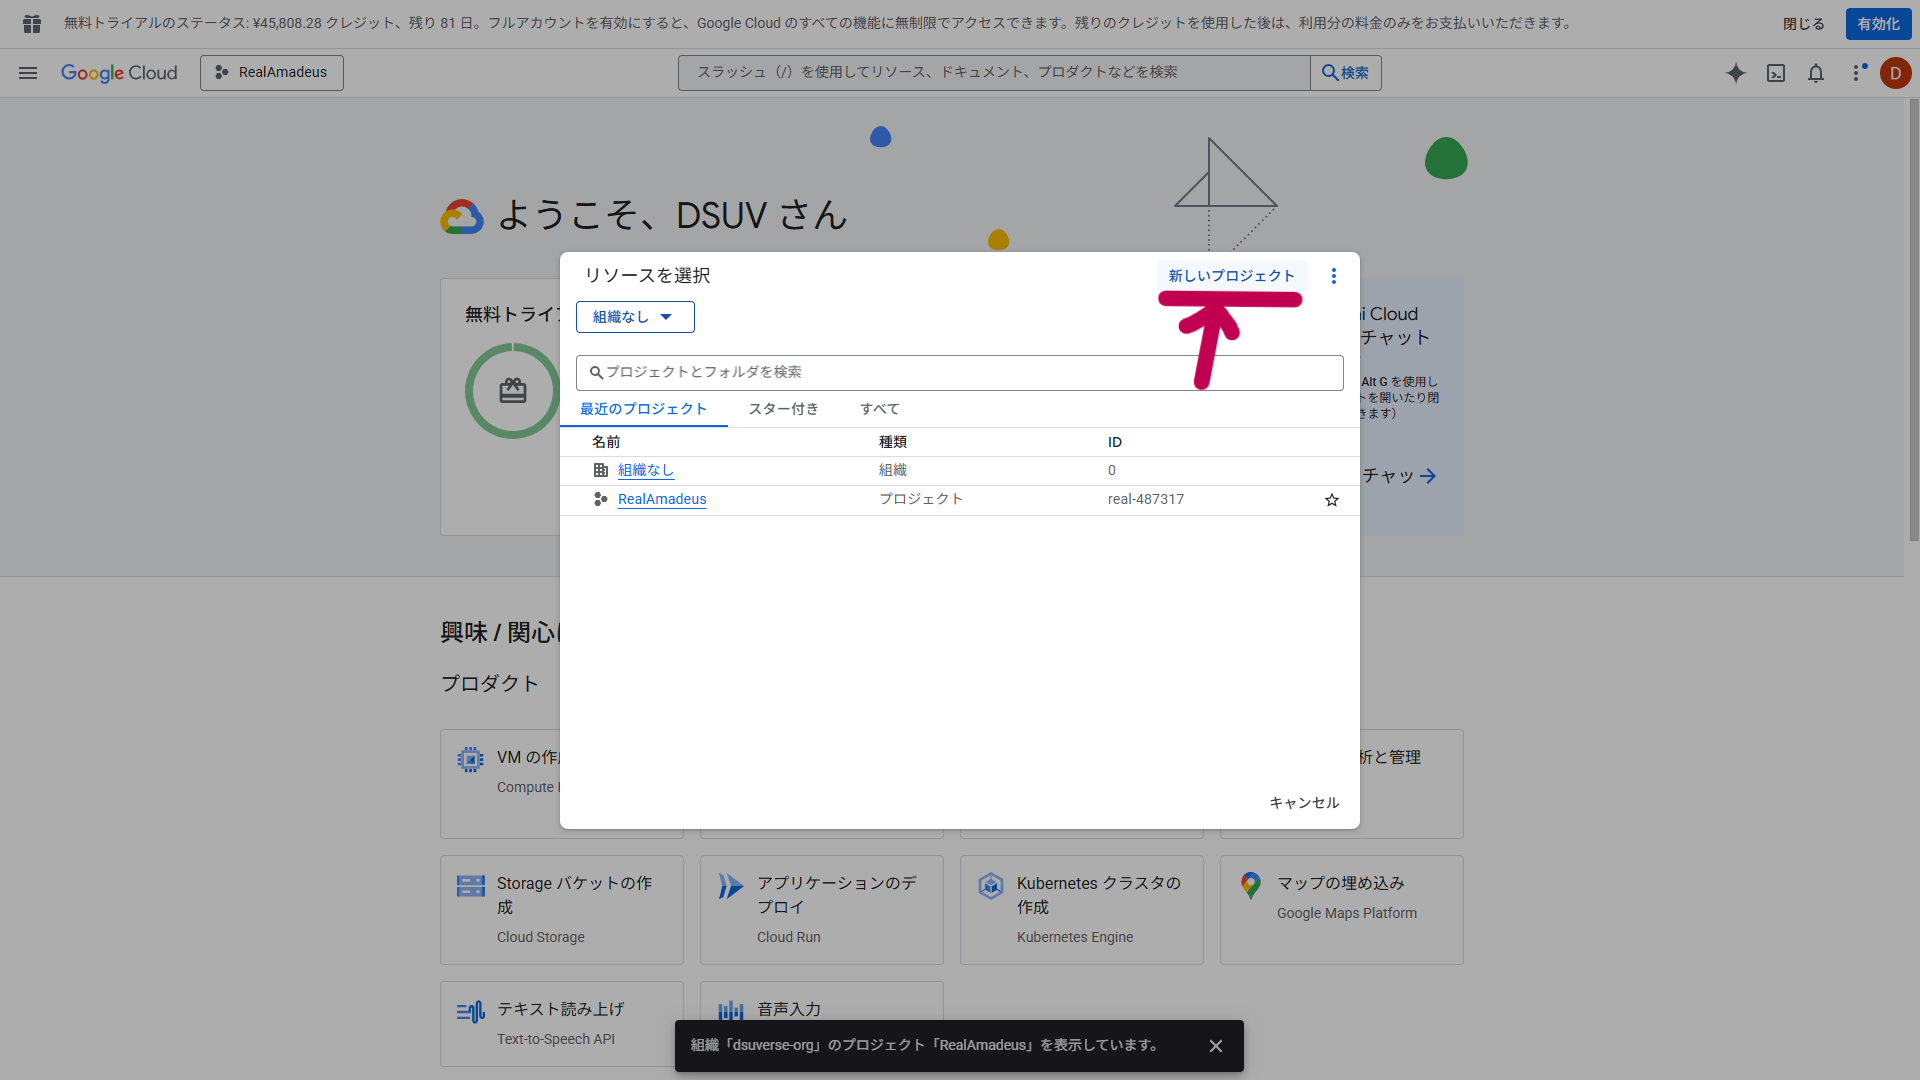 無料トライアルのステータス: ¥45,808.28 クレジット、残り 81 日。フルアカウントを有効にすると、Google Cloud のすべての機能に無制限でアクセスできます。残りのクレジットを使用した後は、利用分の料金のみをお支払いいただきます。
閉じる
有効化
Google Cloud
RealAmadeus
スラッシュ（/）を使用してリソース、ドキュメント、プロダクトなどを検索
検索
D
ようこそ、DSUV さん
リソースを選択
新しいプロジェクト
組織なし
プロジェクトとフォルダを検索
最近のプロジェクト
スター付き
すべて
名前 種類 ID
組織なし 組織 0
RealAmadeus プロジェクト real-487317
キャンセル
無料トライ
Cloud
チャット
Alt G を使用し
トを開いたり閉
きます）
チャッ
興味 / 関心
プロダクト
VM の作
Compute
析と管理
Storage バケットの作
成
Cloud Storage
アプリケーションのデ
プロイ
Cloud Run
Kubernetes クラスタの
作成
Kubernetes Engine
マップの埋め込み
Google Maps Platform
テキスト読み上げ
Text-to-Speech API
音声入力
組織「dsuverse-org」のプロジェクト「RealAmadeus」を表示しています。